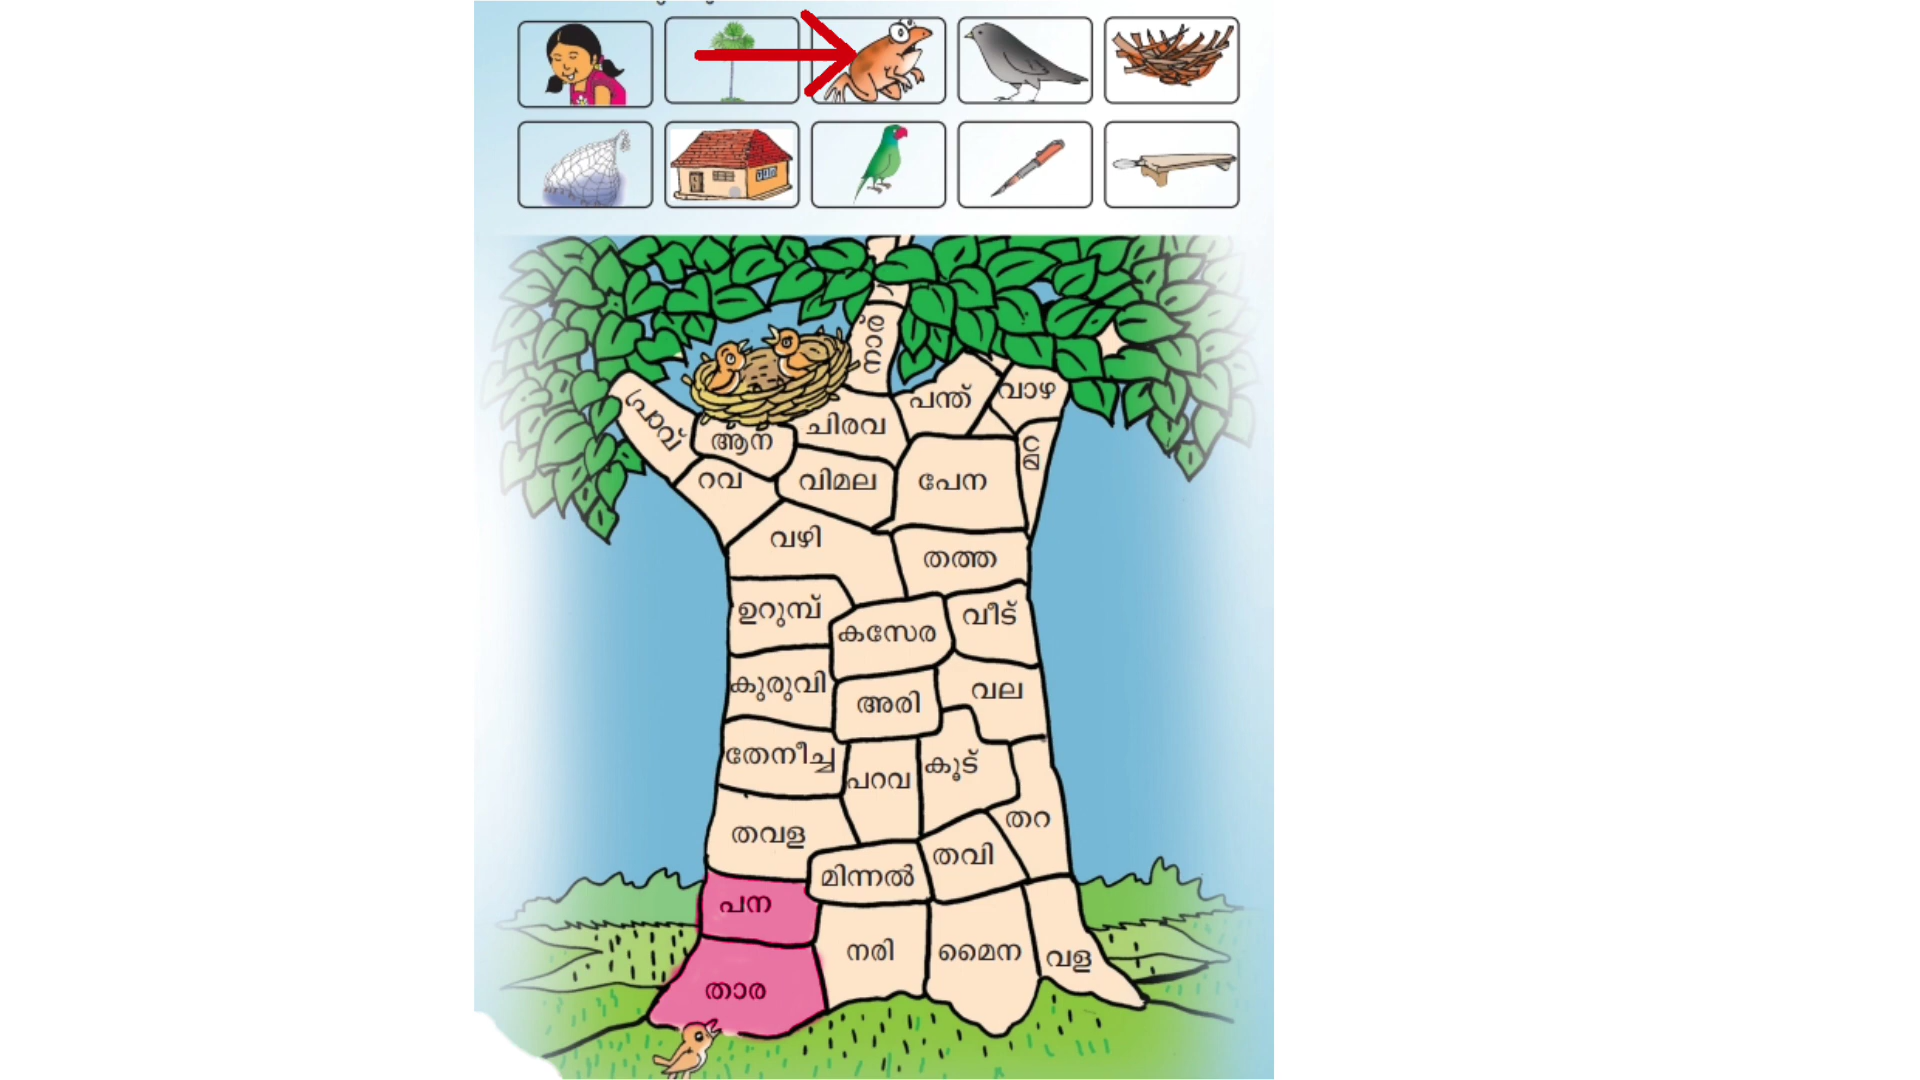 മാനു
പന്ത്
വാഴ
പ്രാവ്
ആന
ചിരവ
മറ
റവ
വിമല
പേന
വഴി
തത്ത
ഉറുമ്പ്
കസേര
വീട്
കുരുവി
അരി
വല
തേനീച്ച
പറവ
കൂട്
തവള
തറ
മിന്നൽ
തവി
പന
നരി
മൈന
വള
താര